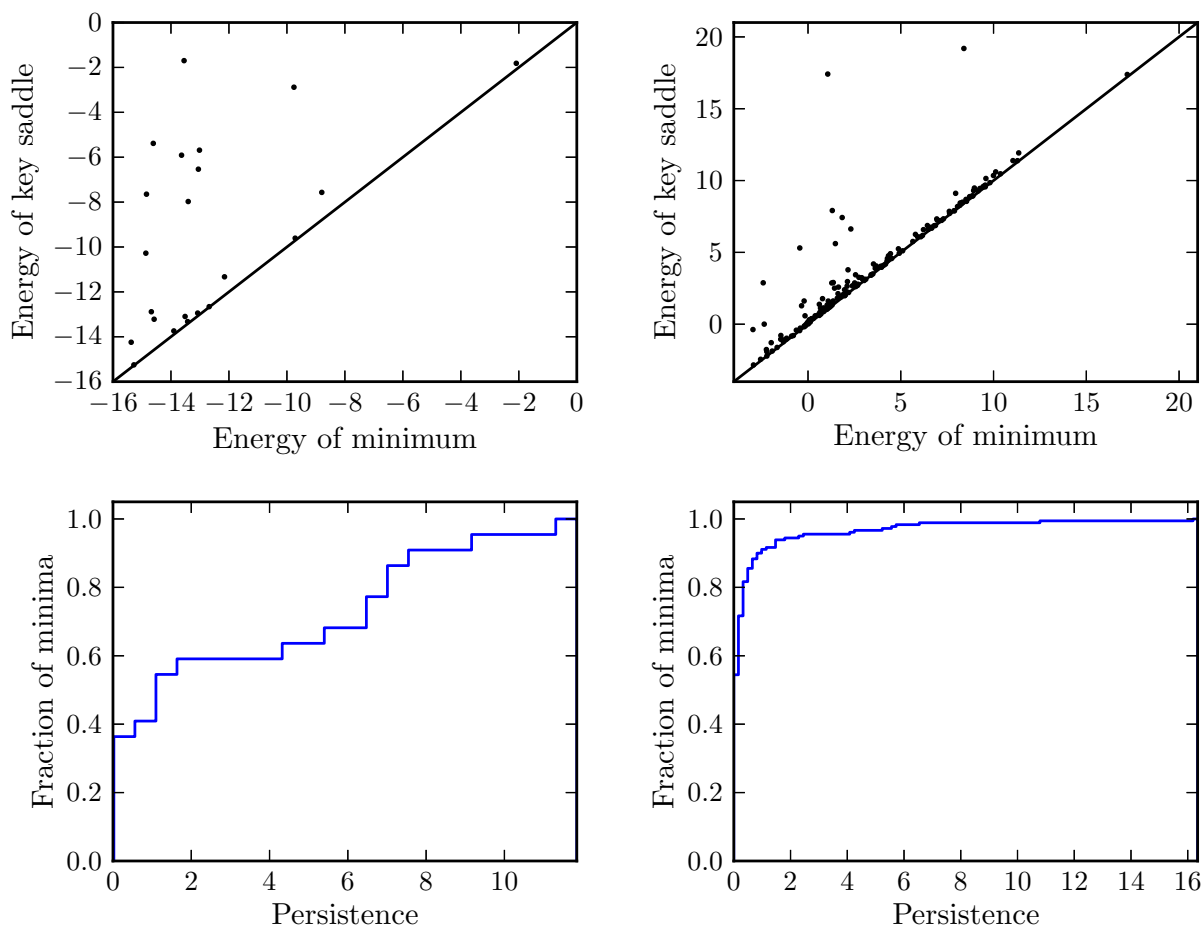 0
−2
−4
−6
−8
−10
−12
−14
−16
−16 −14 −12 −10 −8 −6 −4 −2 0
Energy of key saddle
Energy of minimum
20
15
10
5
0
0 5 10 15 20
Energy of key saddle
Energy of minimum
1.0
0.8
0.6
0.4
0.2
0.0
0 2 4 6 8 10
Fraction of minima
Persistence
1.0
0.8
0.6
0.4
0.2
0.0
0 2 4 6 8 10 12 14 16
Fraction of minima
Persistence